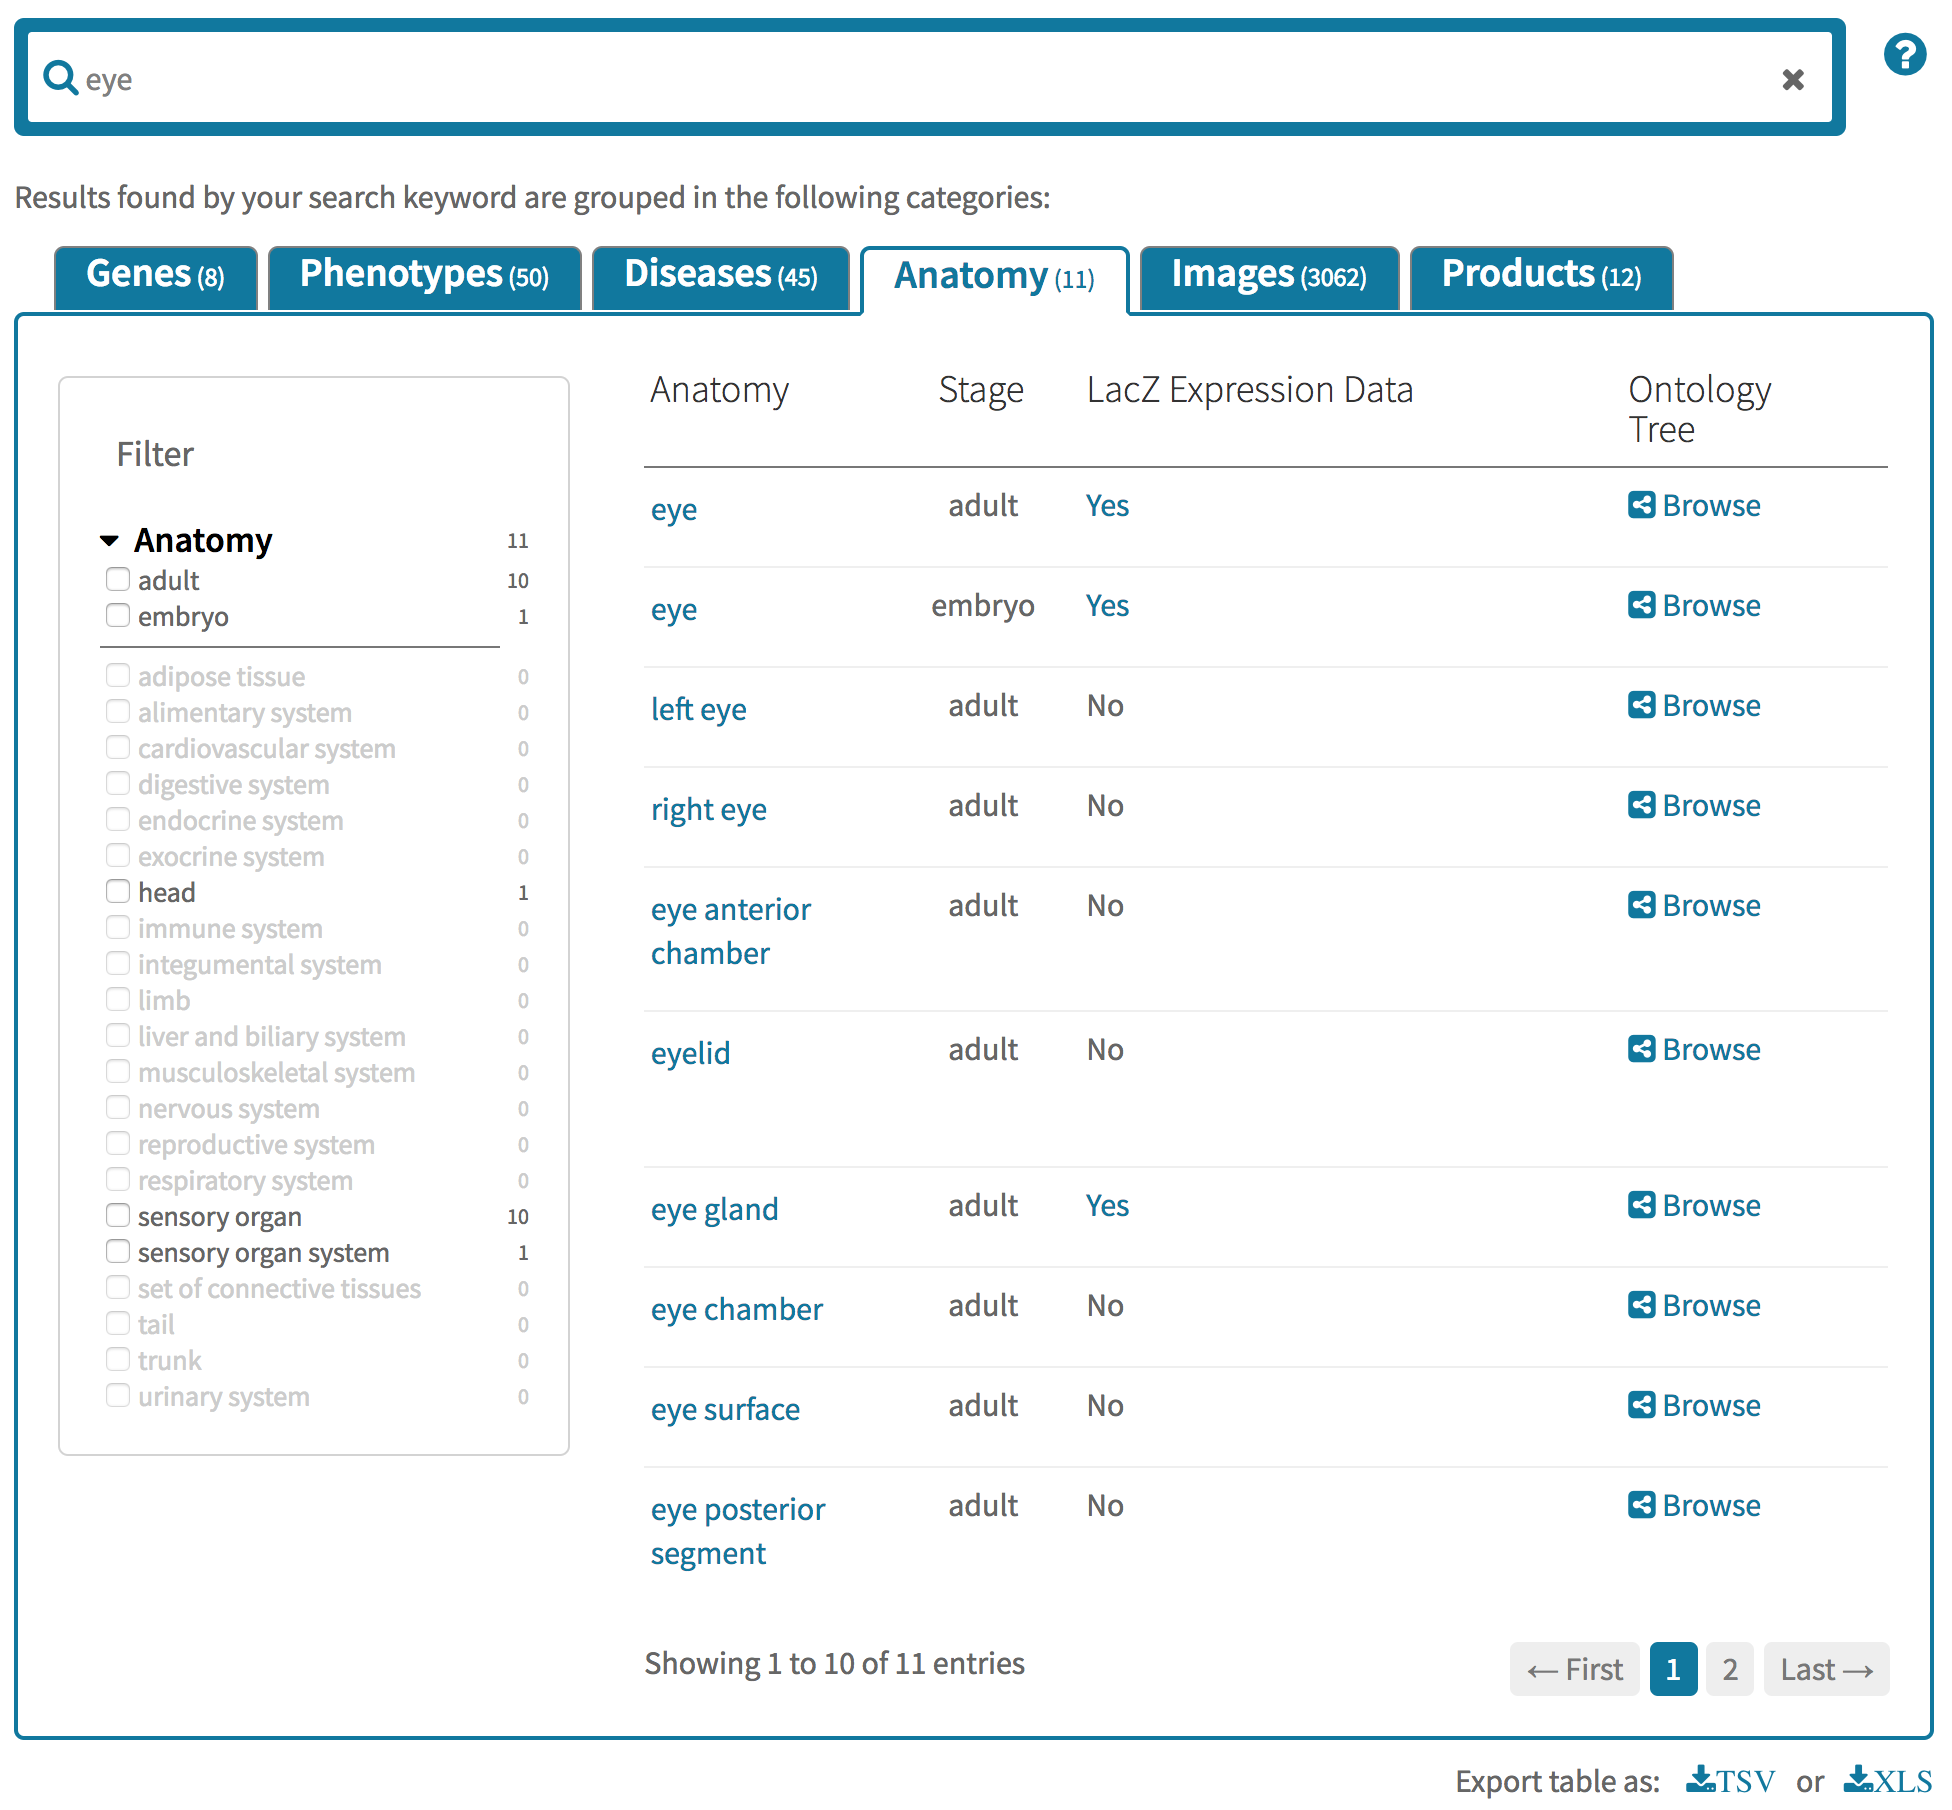 eye
Results found by your search keyword are grouped in the following categories:
Genes (8) Phenotypes (50) Diseases (45) Anatomy (11) Images (3062) Products (12)
Filter
Anatomy 11
adult 10
embryo 1
adipose tissue 0
alimentary system 0
cardiovascular system 0
digestive system 0
endocrine system 0
exocrine system 0
head 1
immune system 0
integumental system 0
limb 0
liver and biliary system 0
musculoskeletal system 0
nervous system 0
reproductive system 0
respiratory system 0
sensory organ 10
sensory organ system 1
set of connective tissues 0
tail 0
trunk 0
urinary system 0
Anatomy Stage LacZ Expression Data Ontology
Tree
eye adult Yes Browse
eye embryo Yes Browse
left eye adult No Browse
right eye adult No Browse
eye anterior adult No Browse
chamber
eyelid adult No Browse
eye gland adult Yes Browse
eye chamber adult No Browse
eye surface adult No Browse
eye posterior adult No Browse
segment
Showing 1 to 10 of 11 entries
← First 1 2 Last →
Export table as: TSV or XLS